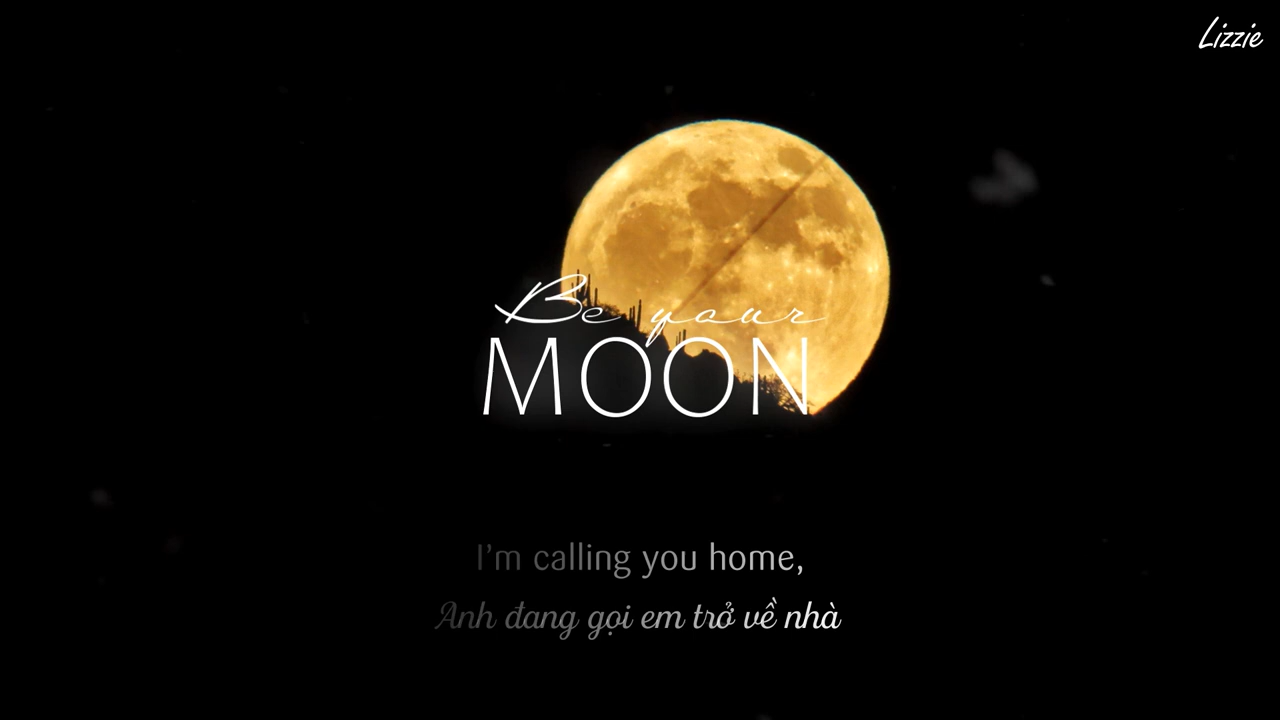 Lizzie
Be your
MOON
I'm calling you home,
Anh đang gọi em trở về nhà